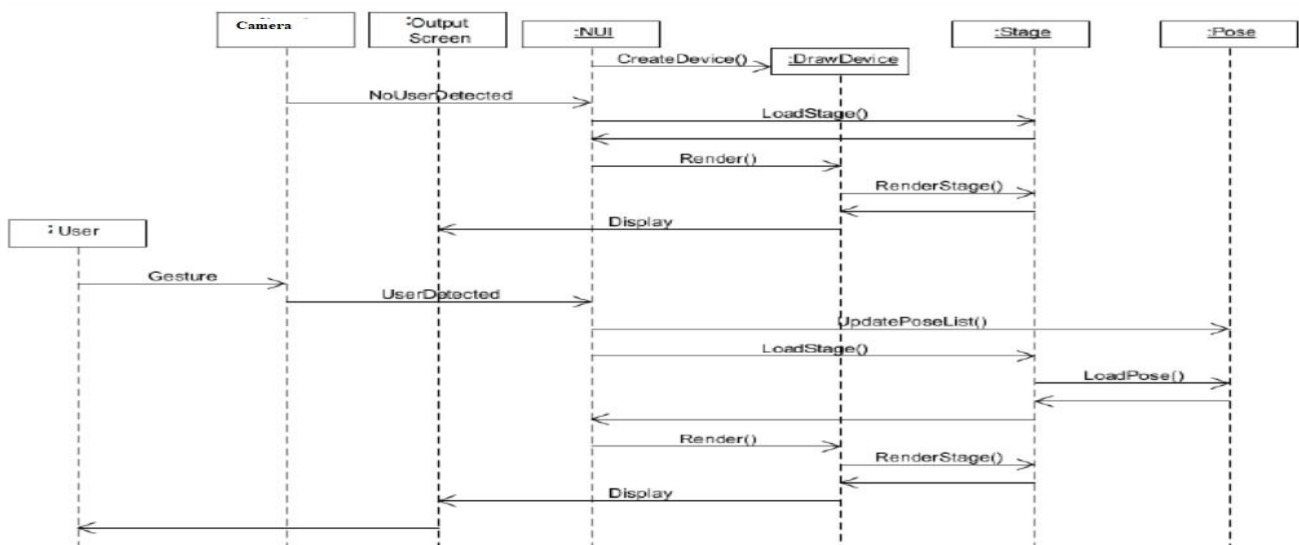 Camera
:Output
Screen
:NUI
:Stage
:Pose
CreateDevice()
:DrawDevice
NoUserDetected
LoadStage()
Render()
RenderStage()
Display
:User
Gesture
UserDetected
UpdatePoseList()
LoadStage()
LoadPose()
Render()
RenderStage()
Display